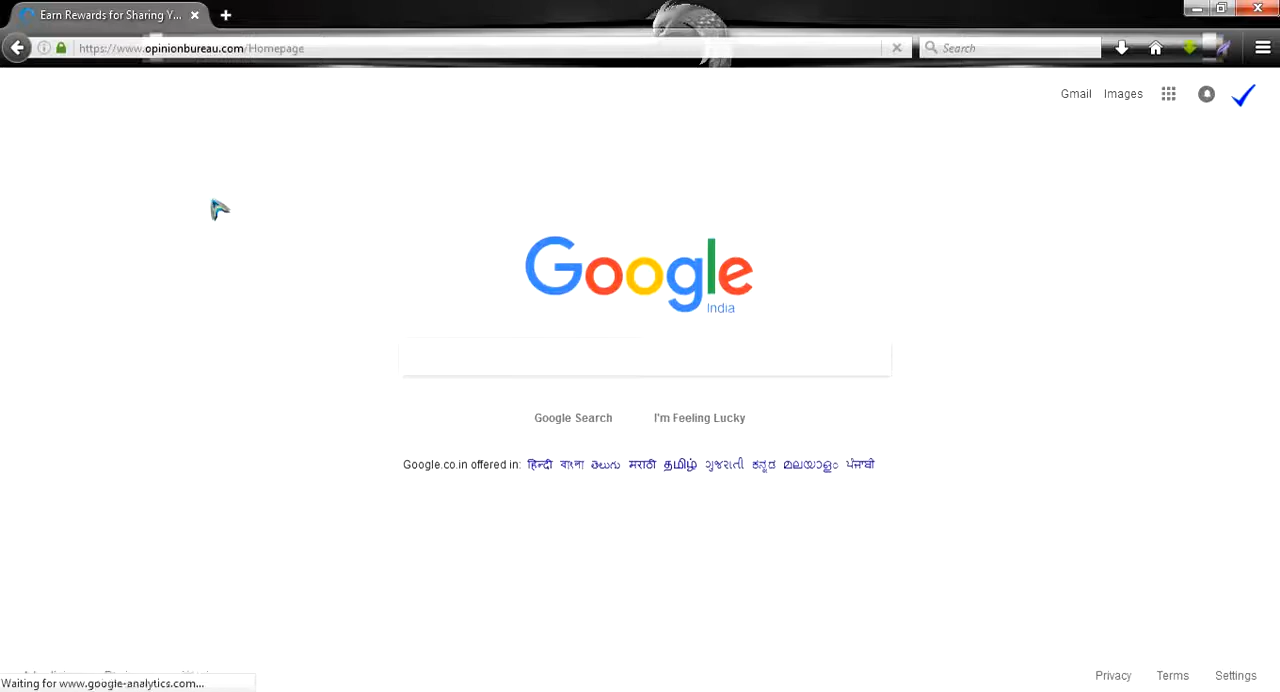 Earn Rewards for Sharing Y...
https://www.opinionbureau.com/Homepage
Search
Gmail Images
Google
India
Google Search I'm Feeling Lucky
Google.co.in offered in: हिन्दी বাংলা తెలుగు मराठी தமிழ் ગુજરાતી ಕನ್ನಡ മലയാളം ਪੰਜਾਬੀ
Privacy Terms Settings
Waiting for www.google-analytics.com...